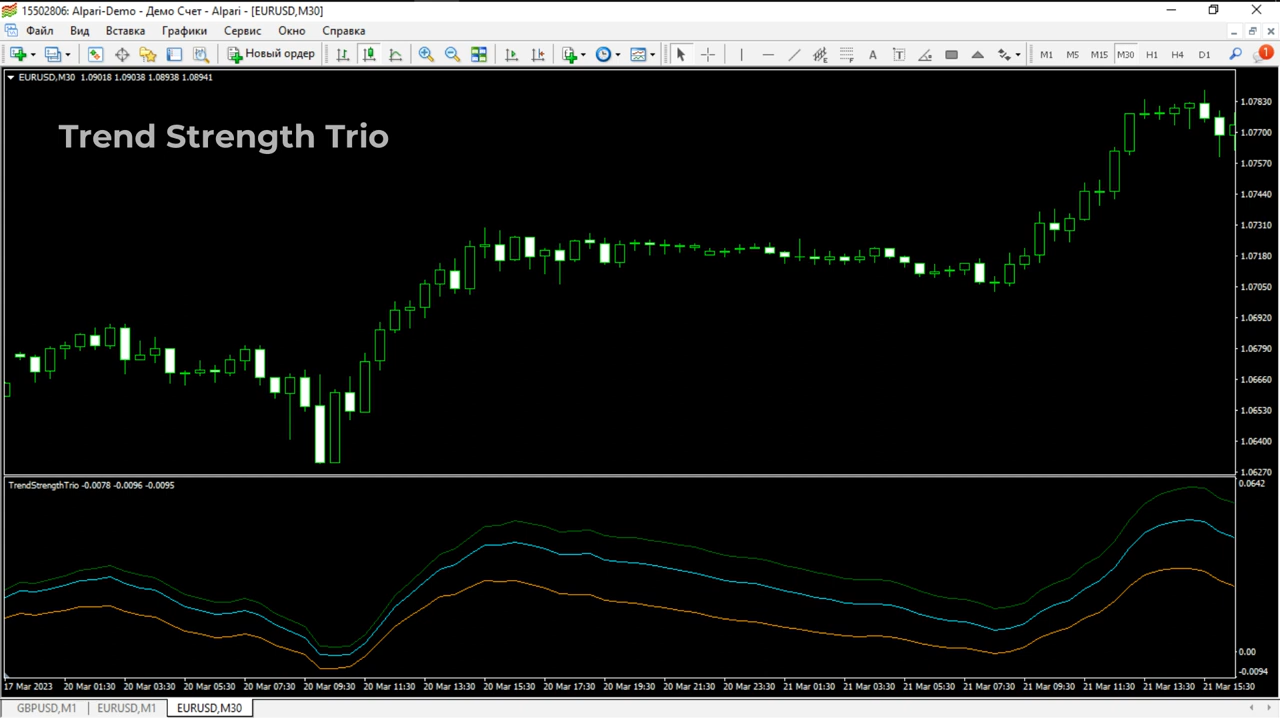 15502806: Alpari-Demo - Демо Счет - Alpari - [EURUSD,M30]
Файл Вид Вставка Графики Сервис Окно Справка
Новый ордер A T M1 M5 M15 M30 H1 H4 D1 1
EURUSD,M30 1.09018 1.09038 1.08938 1.08941
Trend Strength Trio
1.07830
1.07700
1.07570
1.07440
1.07310
1.07180
1.07050
1.06920
1.06790
1.06660
1.06530
1.06400
1.06270
TrendStrengthTrio -0.0078 -0.0096 -0.0095
0.0642
0.00
-0.0094
17 Mar 2023 20 Mar 01:30 20 Mar 03:30 20 Mar 05:30 20 Mar 07:30 20 Mar 09:30 20 Mar 11:30 20 Mar 13:30 20 Mar 15:30 20 Mar 17:30 20 Mar 19:30 20 Mar 21:30 20 Mar 23:30 21 Mar 01:30 21 Mar 03:30 21 Mar 05:30 21 Mar 07:30 21 Mar 09:30 21 Mar 11:30 21 Mar 13:30 21 Mar 15:30
GBPUSD,M1 EURUSD,M1 EURUSD,M30